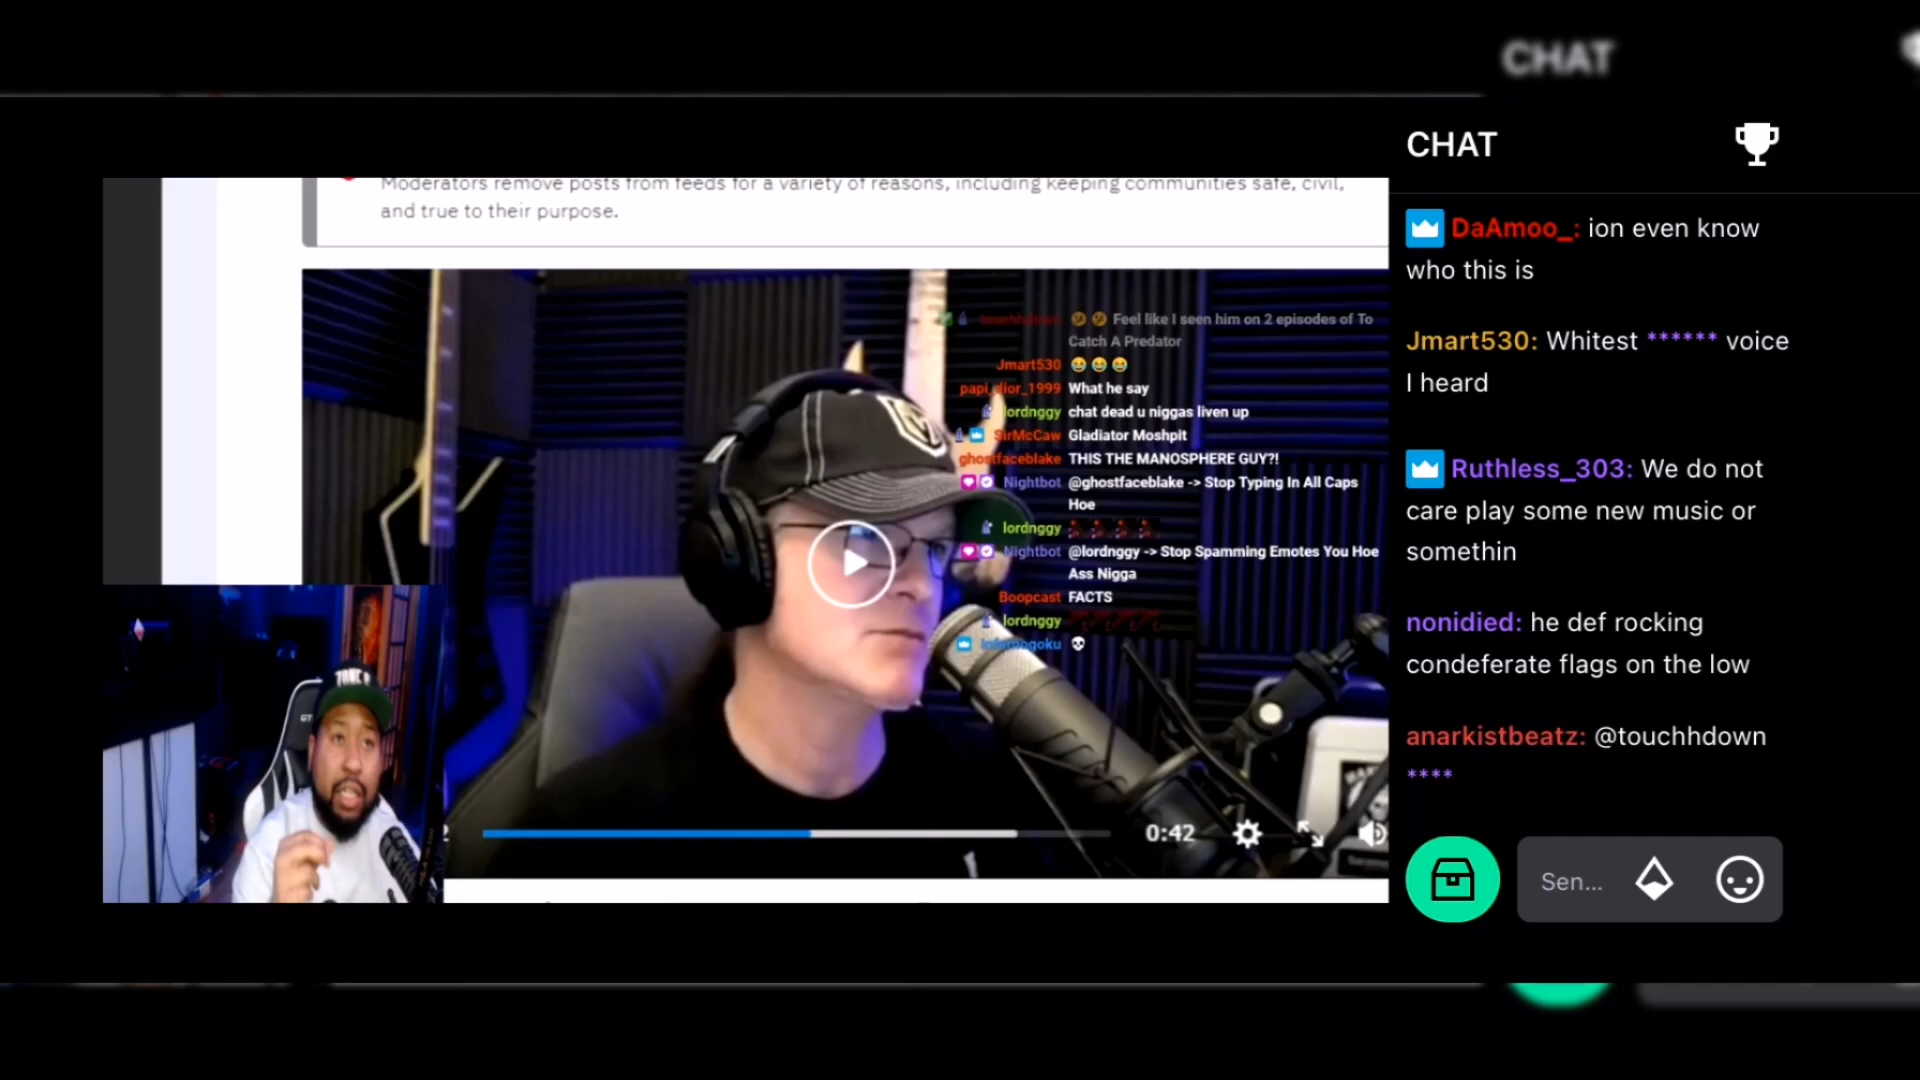 CHAT
CHAT
Moderators remove posts from feeds for a variety of reasons, including keeping communities safe, civil,
and true to their purpose.
touchhdown Feel like I seen him on 2 episodes of To
Catch A Predator
Jmart530 😂😂😂
papi_dior_1999 What he say
lordnggy chat dead u niggas liven up
SirMcCaw Gladiator Moshpit
ghostfaceblake THIS THE MANOSPHERE GUY?!
Nightbot @ghostfaceblake -> Stop Typing In All Caps
Hoe
lordnggy
Nightbot @lordnggy -> Stop Spamming Emotes You Hoe
Ass Nigga
Boopcast FACTS
lordnggy
Infernogoku 💀
0:42
DaAmoo_: ion even know
who this is
Jmart530: Whitest ****** voice
I heard
Ruthless_303: We do not
care play some new music or
somethin
nonidied: he def rocking
condeferate flags on the low
anarkistbeatz: @touchhdown
****
Sen...